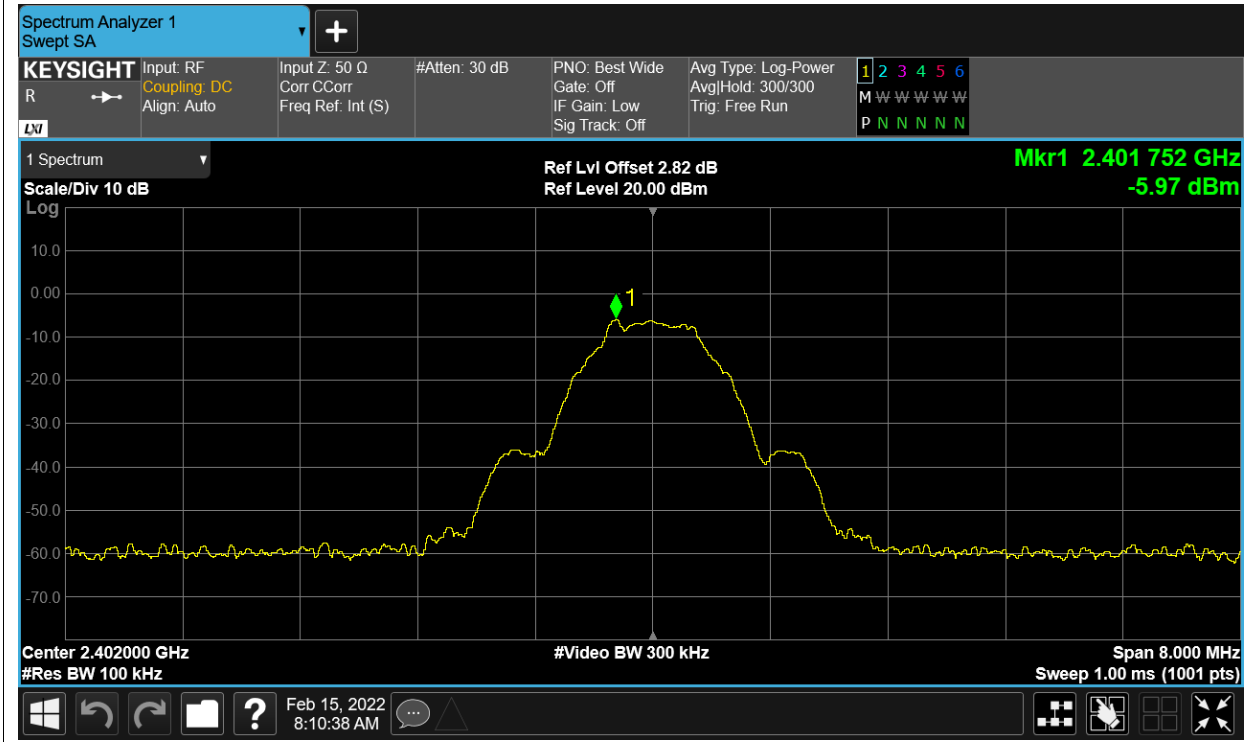 Spectrum Analyzer 1
Swept SA
KEYSIGHT
R
LXI
Input: RF
Coupling: DC
Align: Auto
Input Z: 50 Ω
Corr CCorr
Freq Ref: Int (S)
#Atten: 30 dB
PNO: Best Wide
Gate: Off
IF Gain: Low
Sig Track: Off
Avg Type: Log-Power
Avg|Hold: 300/300
Trig: Free Run
1 2 3 4 5 6
M W W W W W
P N N N N N
1 Spectrum
Scale/Div 10 dB
Log
Ref Lvl Offset 2.82 dB
Ref Level 20.00 dBm
Mkr1 2.401 752 GHz
-5.97 dBm
10.0
0.00
1
-10.0
-20.0
-30.0
-40.0
-50.0
-60.0
-70.0
Center 2.402000 GHz
#Video BW 300 kHz
Span 8.000 MHz
#Res BW 100 kHz
Sweep 1.00 ms (1001 pts)
?
Feb 15, 2022
8:10:38 AM